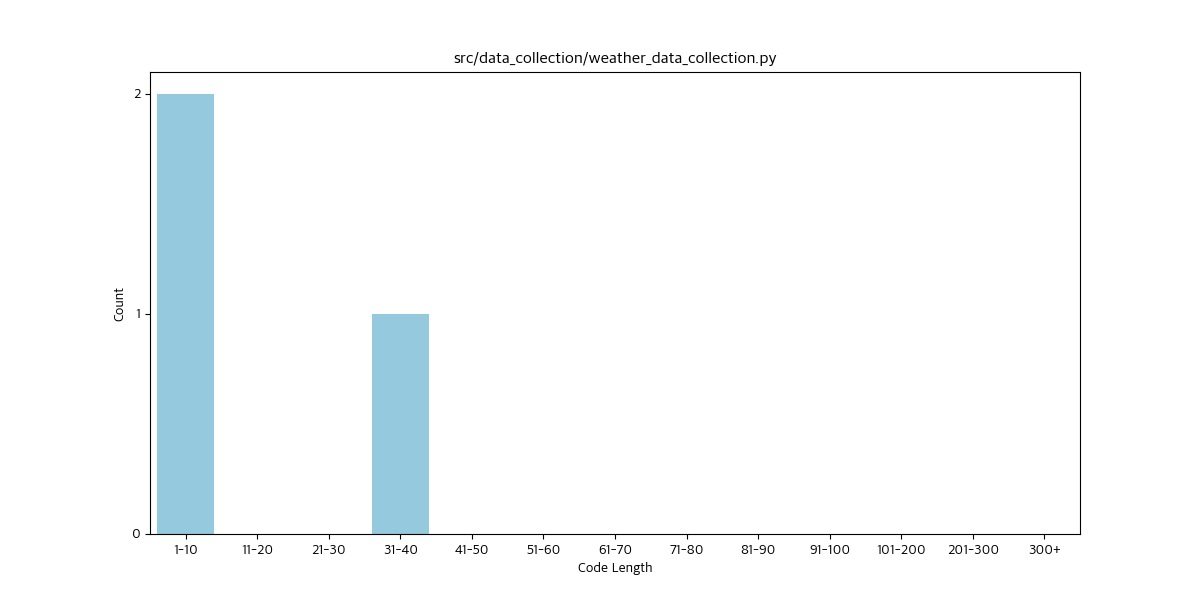 src/data_collection/weather_data_collection.py
2
1
0
Count
1-10 11-20 21-30 31-40 41-50 51-60 61-70 71-80 81-90 91-100 101-200 201-300 300+
Code Length